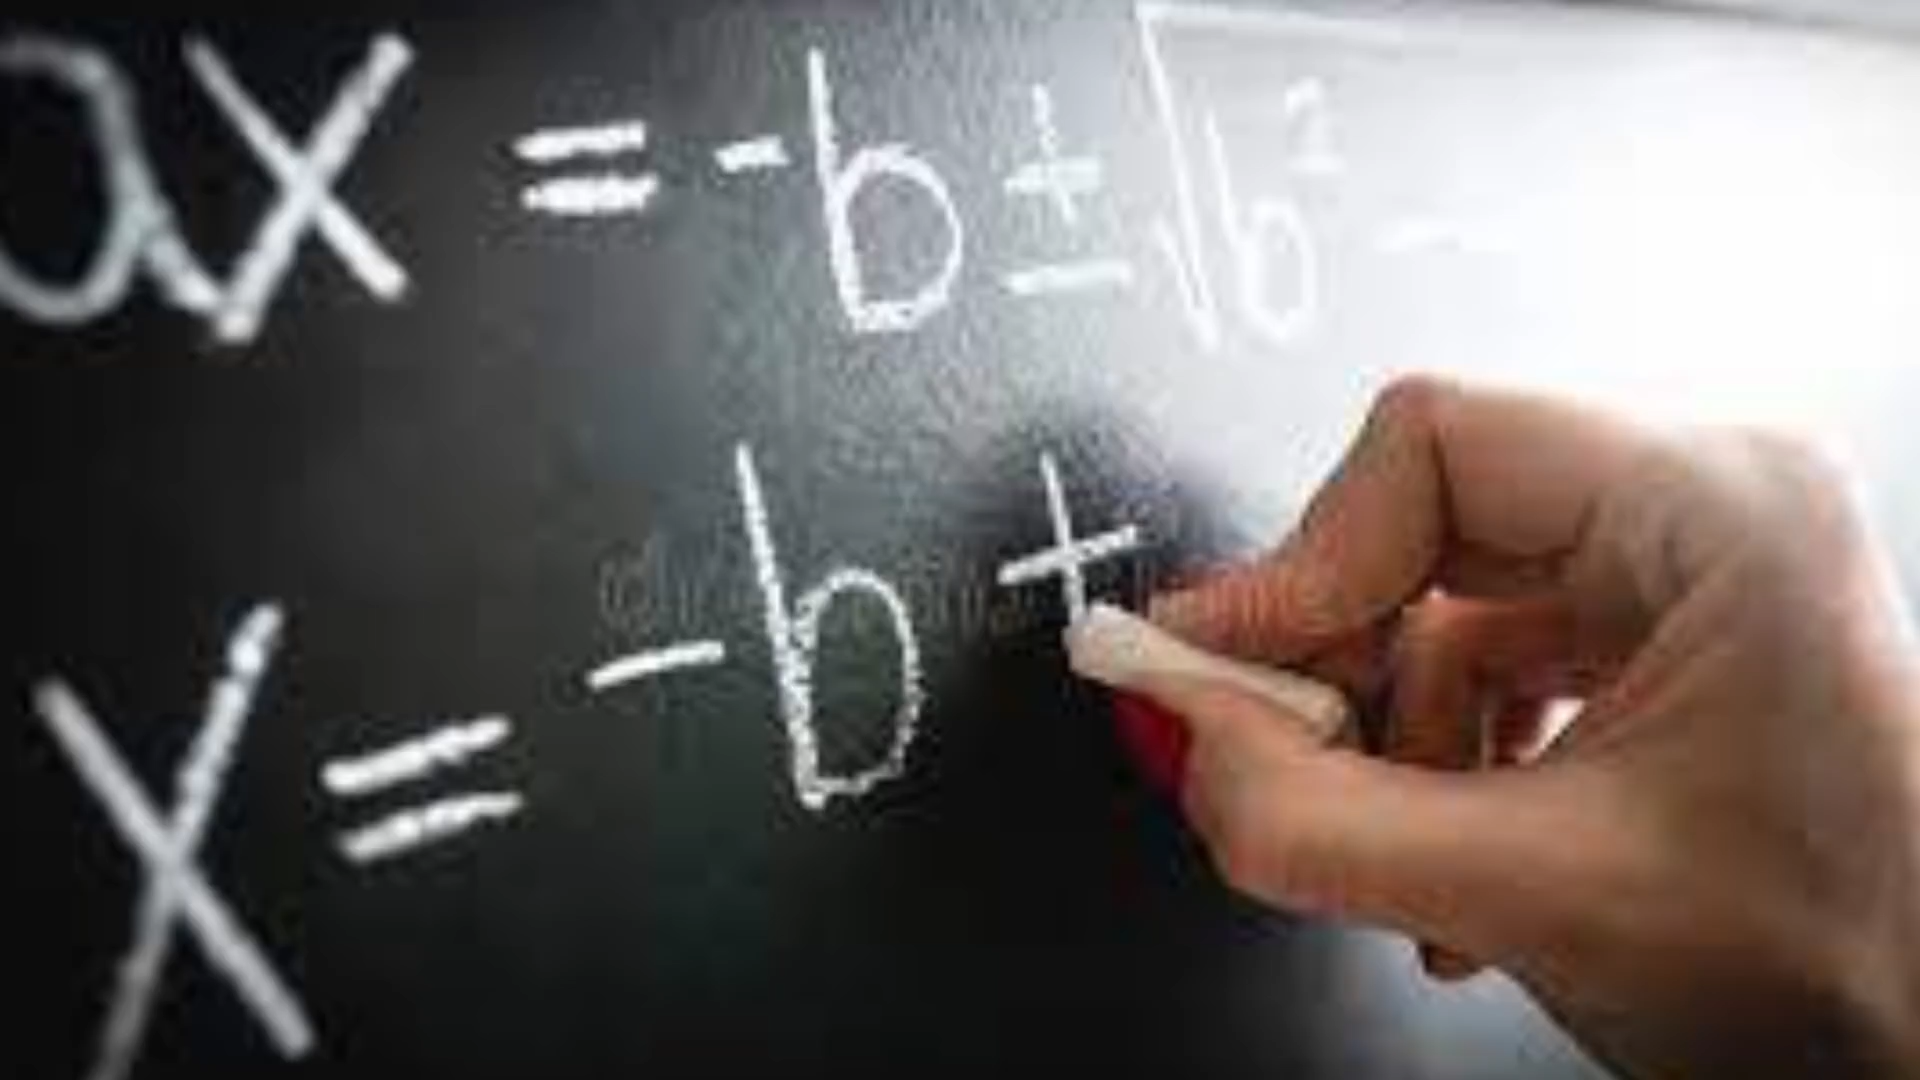 ax = -b ± √b² -
x = -b +